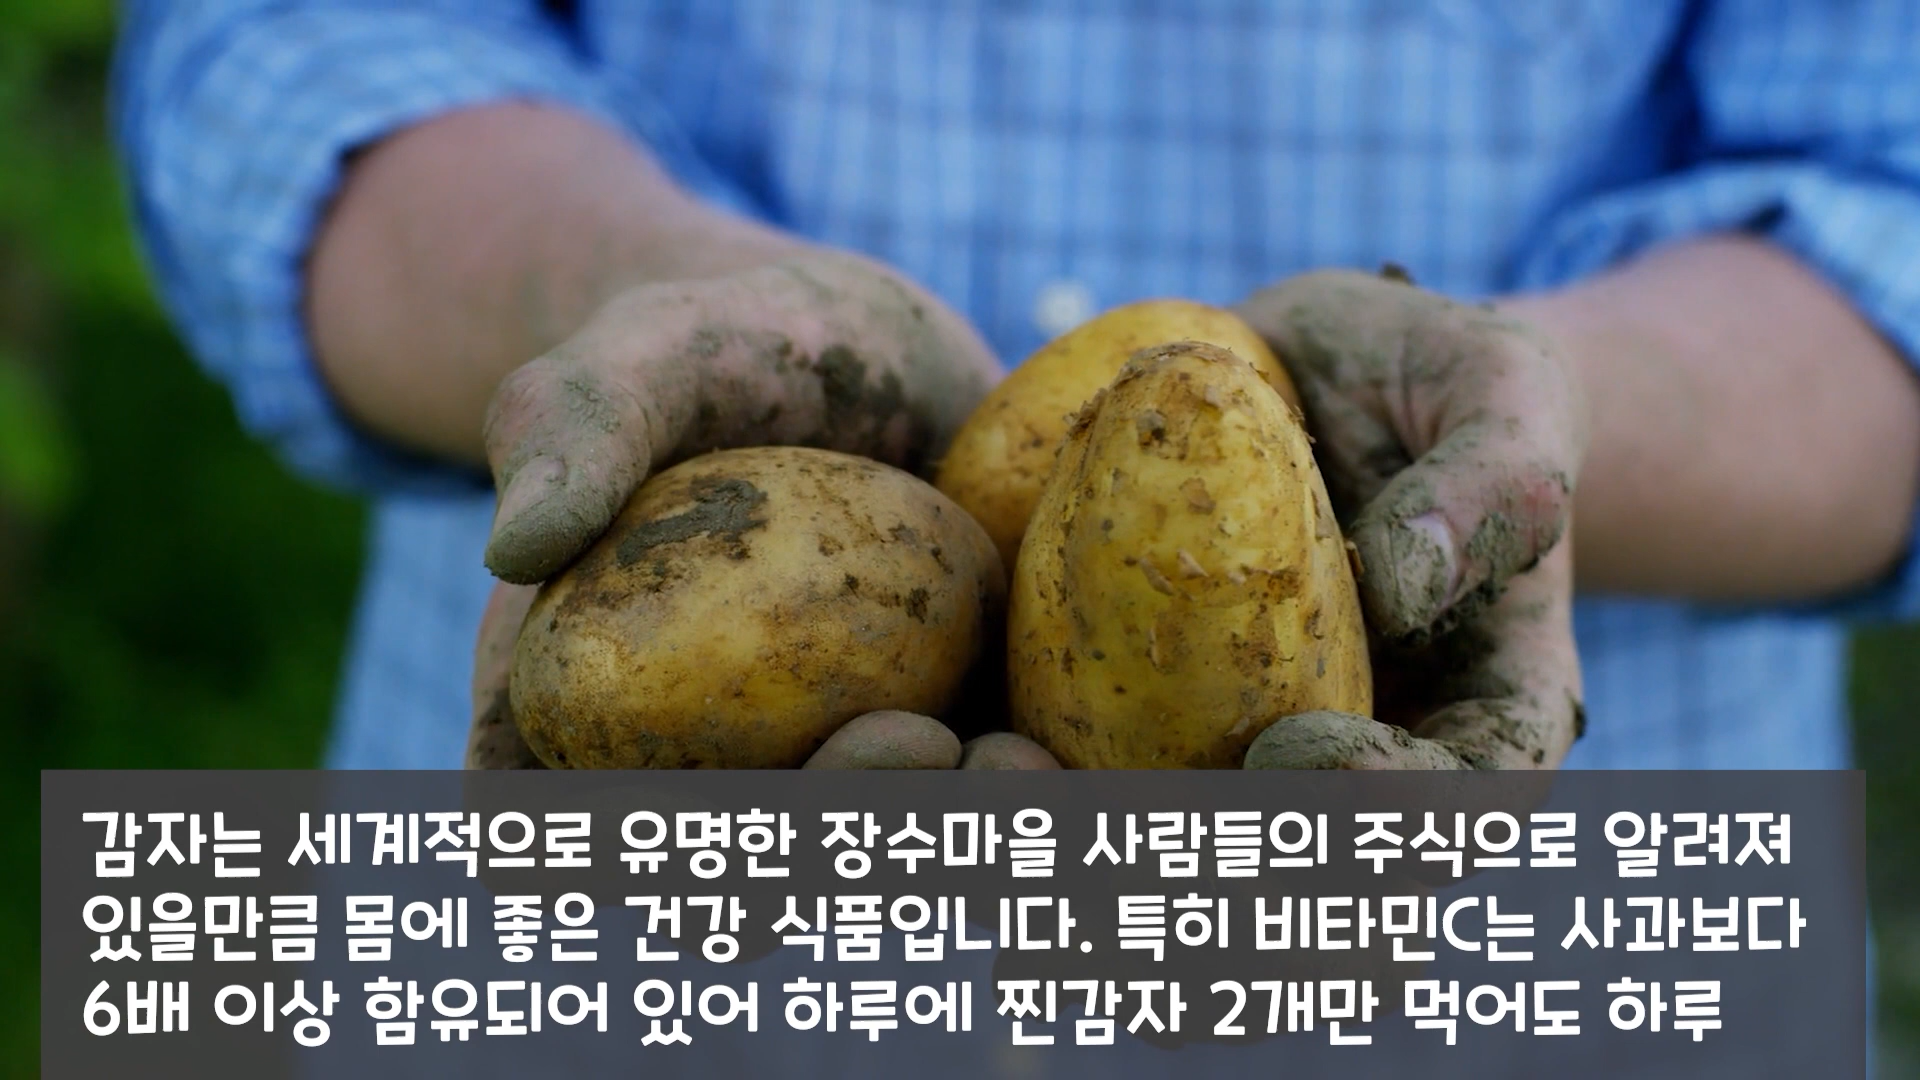 감자는 세계적으로 유명한 장수마을 사람들의 주식으로 알려져
있을만큼 몸에 좋은 건강 식품입니다. 특히 비타민C는 사과보다
6배 이상 함유되어 있어 하루에 찐감자 2개만 먹어도 하루